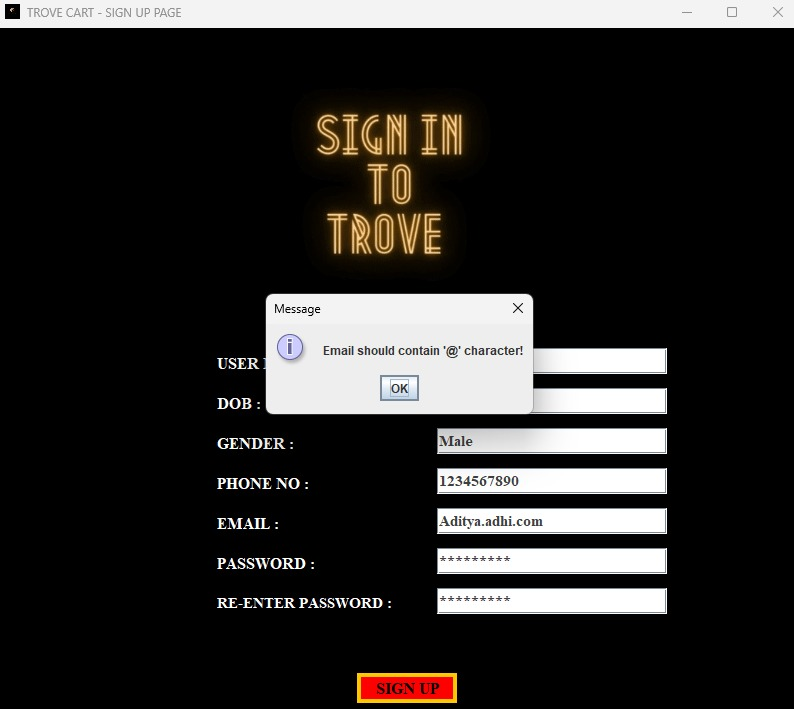 TROVE CART - SIGN UP PAGE
SIGN IN
TO
TROVE
Message
Email should contain '@' character!
OK
USER
DOB :
GENDER : Male
PHONE NO : 1234567890
EMAIL : Aditya.adhi.com
PASSWORD : *********
RE-ENTER PASSWORD : *********
SIGN UP